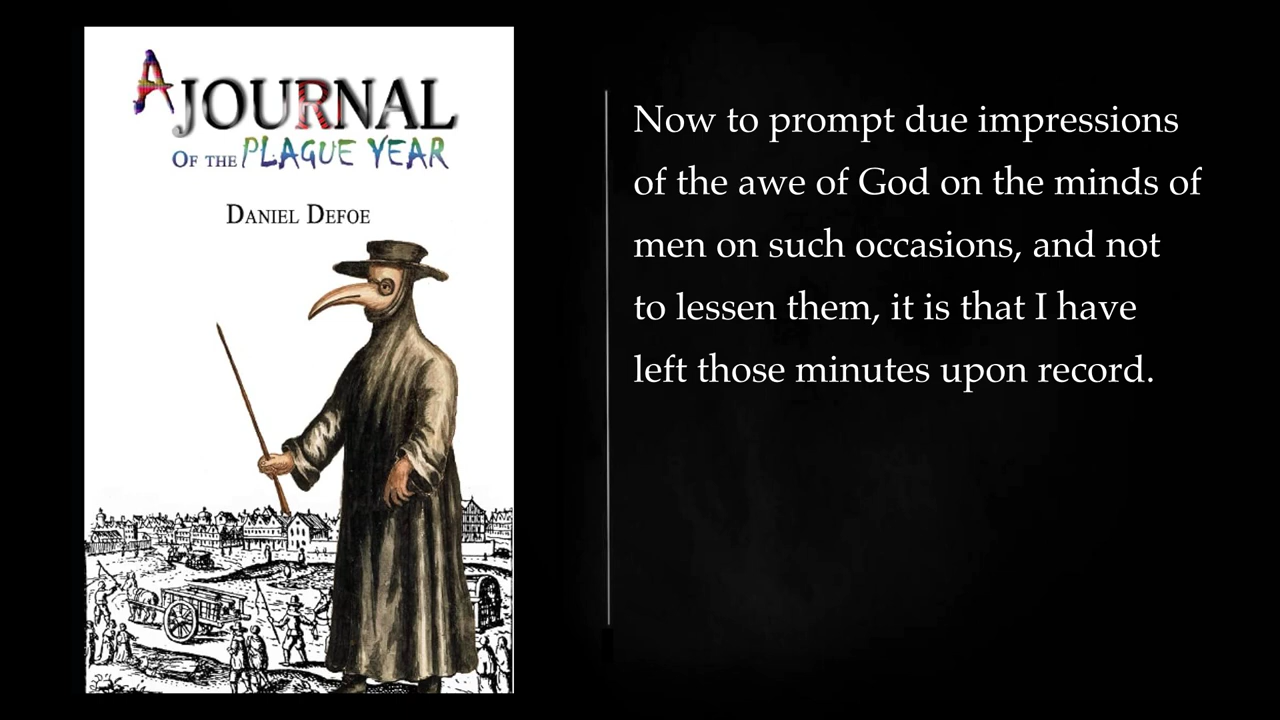 A JOURNAL
OF THE PLAGUE YEAR
DANIEL DEFOE
Now to prompt due impressions
of the awe of God on the minds of
men on such occasions, and not
to lessen them, it is that I have
left those minutes upon record.